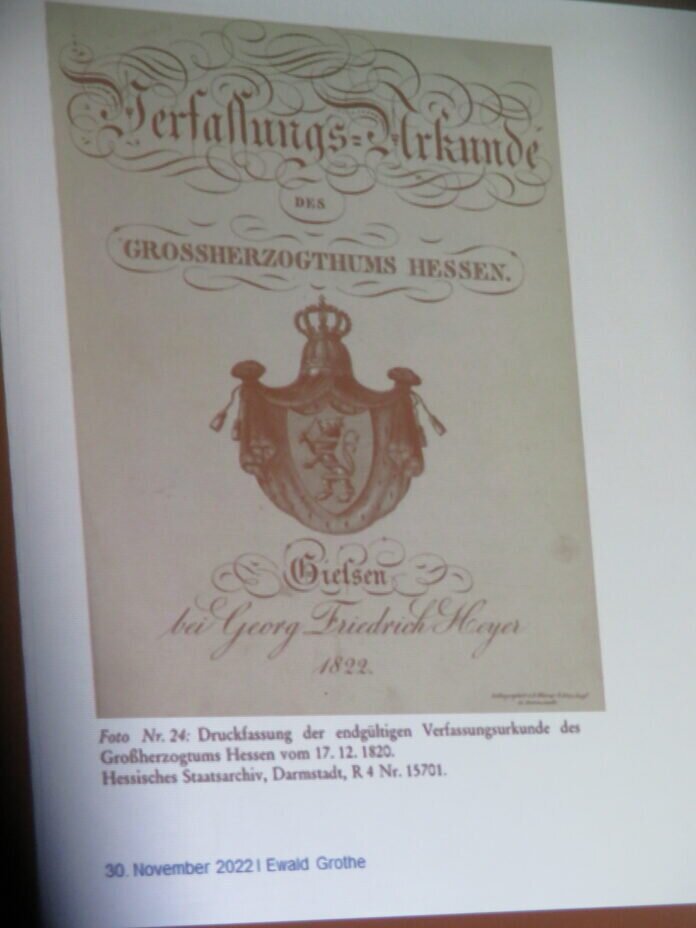 Verfassungs=Urkunde
DES
GROSSHERZOGTHUMS HESSEN.
Giessen
bei Georg Friedrich Heyer
1822.
Foto Nr. 24: Druckfassung der endgültigen Verfassungsurkunde des
Großherzogtums Hessen vom 17. 12. 1820.
Hessisches Staatsarchiv, Darmstadt, R 4 Nr. 15701.
30. November 2022 | Ewald Grothe